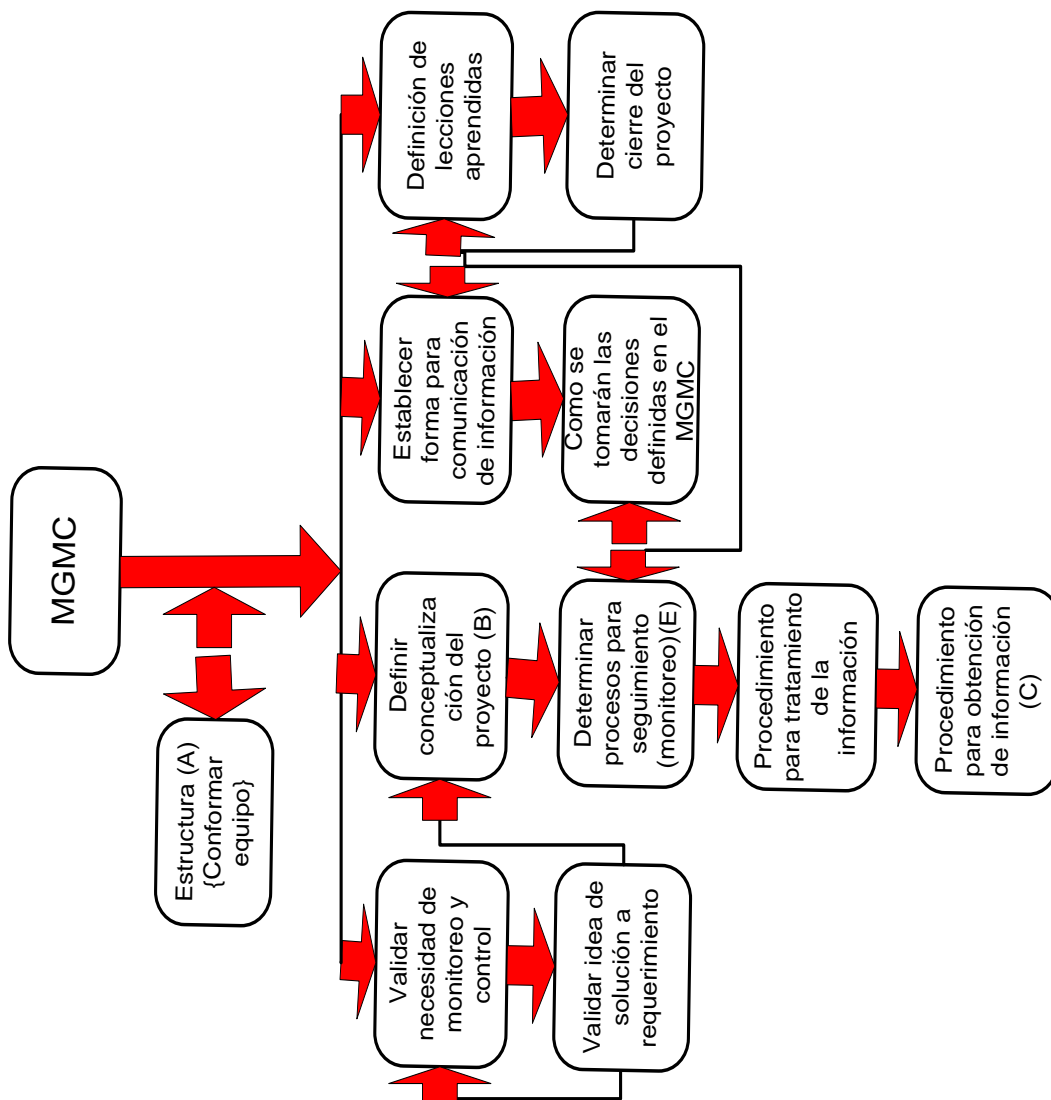 MGMC
Estructura (A)
{Conformar
equipo}
Validar
necesidad de
monitoreo y
control
Validar idea de
solución a
requerimiento
Definir
conceptualiza
ción del
proyecto (B)
Determinar
procesos para
seguimiento
(monitoreo)(E)
Procedimiento
para tratamiento
de la
información
Procedimiento
para obtención
de información
(C)
Establecer
forma para
comunicación
de información
Como se
tomarán las
decisiones
definidas en el
MGMC
Definición de
lecciones
aprendidas
Determinar
cierre del
proyecto